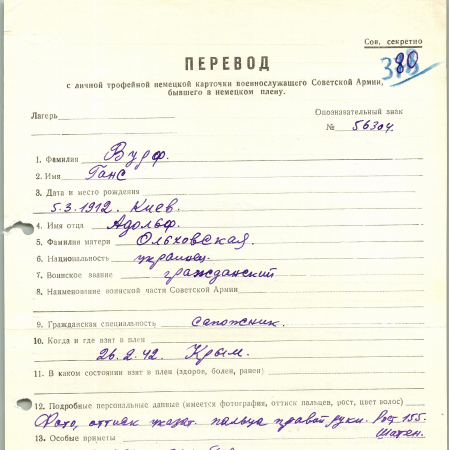 Сов. секретно
ПЕРЕВОД
с личной трофейной немецкой карточки военнослужащего Советской Армии,
бывшего в немецком плену.
Лагерь
Опознавательный знак
№ 56304.
1. Фамилия Вудф.
2. Имя Ганс
3. Дата и место рождения
5.3.1912. Киев.
4. Имя отца Адольф.
5. Фамилия матери Ольховская.
6. Национальность украинец.
7. Воинское звание гражданский
8. Наименование воинской части Советской Армии
9. Гражданская специальность сапожник.
10. Когда и где взят в плен
26.2.42. Крым.
11. В каком состоянии взят в плен (здоров, болен, ранен)
12. Подробные персональные данные (имеется фотография, оттиск пальцев, рост, цвет волос)
Фото, оттиск указат. пальца правой руки. Рост 155.
Шатен.
13. Особые приметы